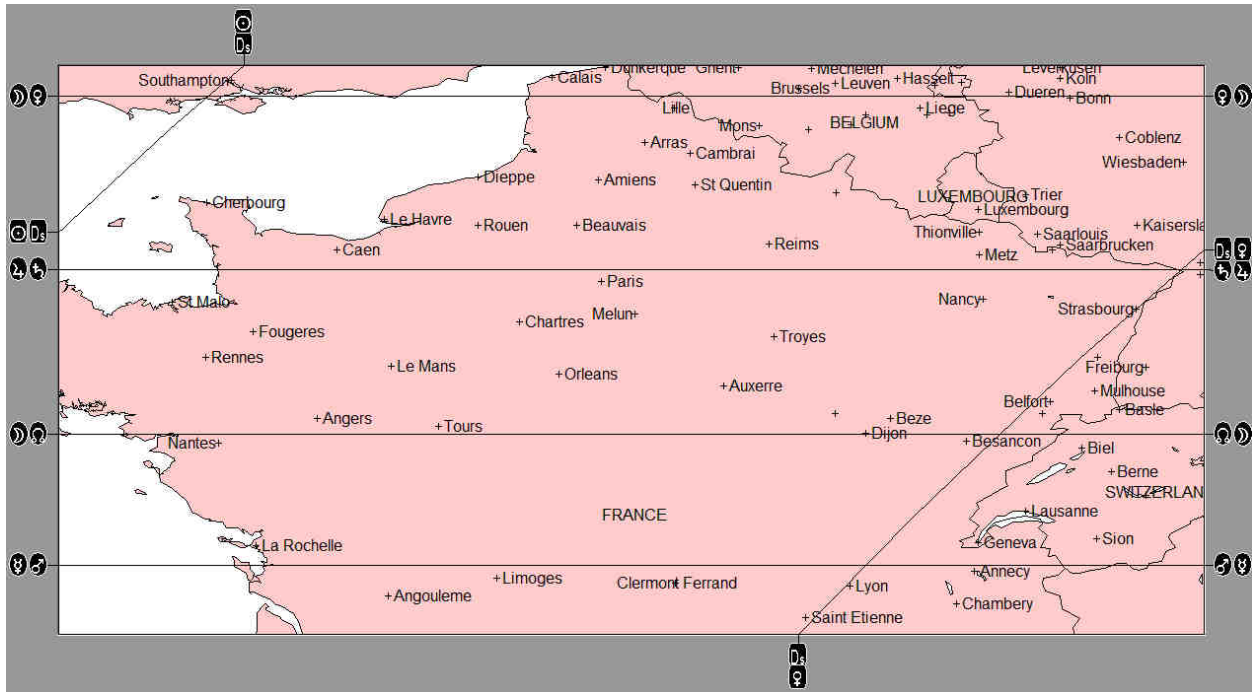 ☉
Ds
Southampton
Calais
Dunkerque
Ghent
Mechelen
Leuven
Hasselt
Leverkusen
Koln
☽♀
Brussels
Dueren
Bonn
♀☽
Lille
Mons
BELGIUM
Liege
Arras
Cambrai
Coblenz
Wiesbaden
Dieppe
Amiens
St Quentin
LUXEMBOURG
Trier
Cherbourg
Le Havre
Rouen
Beauvais
Luxembourg
Kaisersla
☉Ds
Caen
Reims
Thionville
Saarlouis
Saarbrucken
Metz
Ds♀
♃♄
♄♃
Paris
St Malo
Chartres
Melun
Nancy
Strasbourg
Fougeres
Troyes
Rennes
Le Mans
Orleans
Auxerre
Freiburg
Mulhouse
Belfort
Basle
Angers
Tours
Beze
Dijon
☽☊
☊☽
Nantes
Besancon
Biel
Berne
SWITZERLAN
FRANCE
Lausanne
La Rochelle
Geneva
Sion
☿♂
♂☿
Limoges
Clermont Ferrand
Lyon
Annecy
Angouleme
Chambery
Saint Etienne
Ds
♀